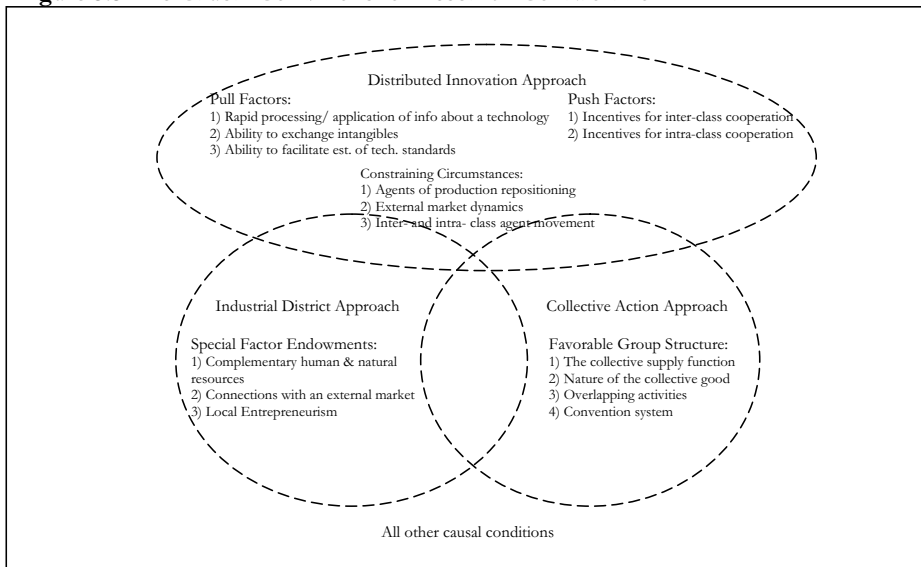 Distributed Innovation Approach
Pull Factors:
1) Rapid processing/ application of info about a technology
2) Ability to exchange intangibles
3) Ability to facilitate est. of tech. standards
Push Factors:
1) Incentives for inter-class cooperation
2) Incentives for intra-class cooperation
Constraining Circumstances:
1) Agents of production repositioning
2) External market dynamics
3) Inter- and intra- class agent movement
Industrial District Approach
Special Factor Endowments:
1) Complementary human & natural
resources
2) Connections with an external market
3) Local Entrepreneurism
Collective Action Approach
Favorable Group Structure:
1) The collective supply function
2) Nature of the collective good
3) Overlapping activities
4) Convention system
All other causal conditions